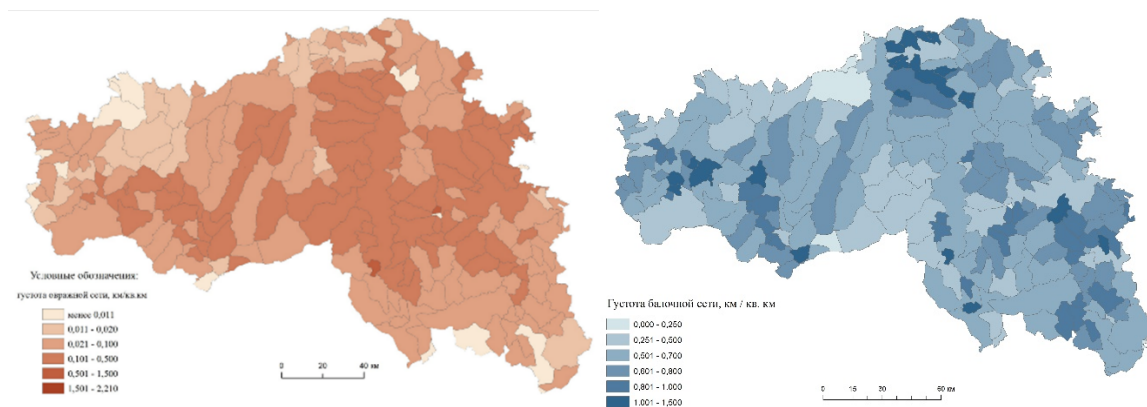 Условные обозначения:
густота овражной сети, км/кв.км
менее 0,011
0,011 - 0,020
0,021 - 0,100
0,101 - 0,500
0,501 - 1,500
1,501 - 2,210
0 20 40 км
Густота балочной сети, км / кв. км
0,000 - 0,250
0,251 - 0,500
0,501 - 0,700
0,601 - 0,800
0,801 - 1,000
1,001 - 1,500
0 15 30 60 км